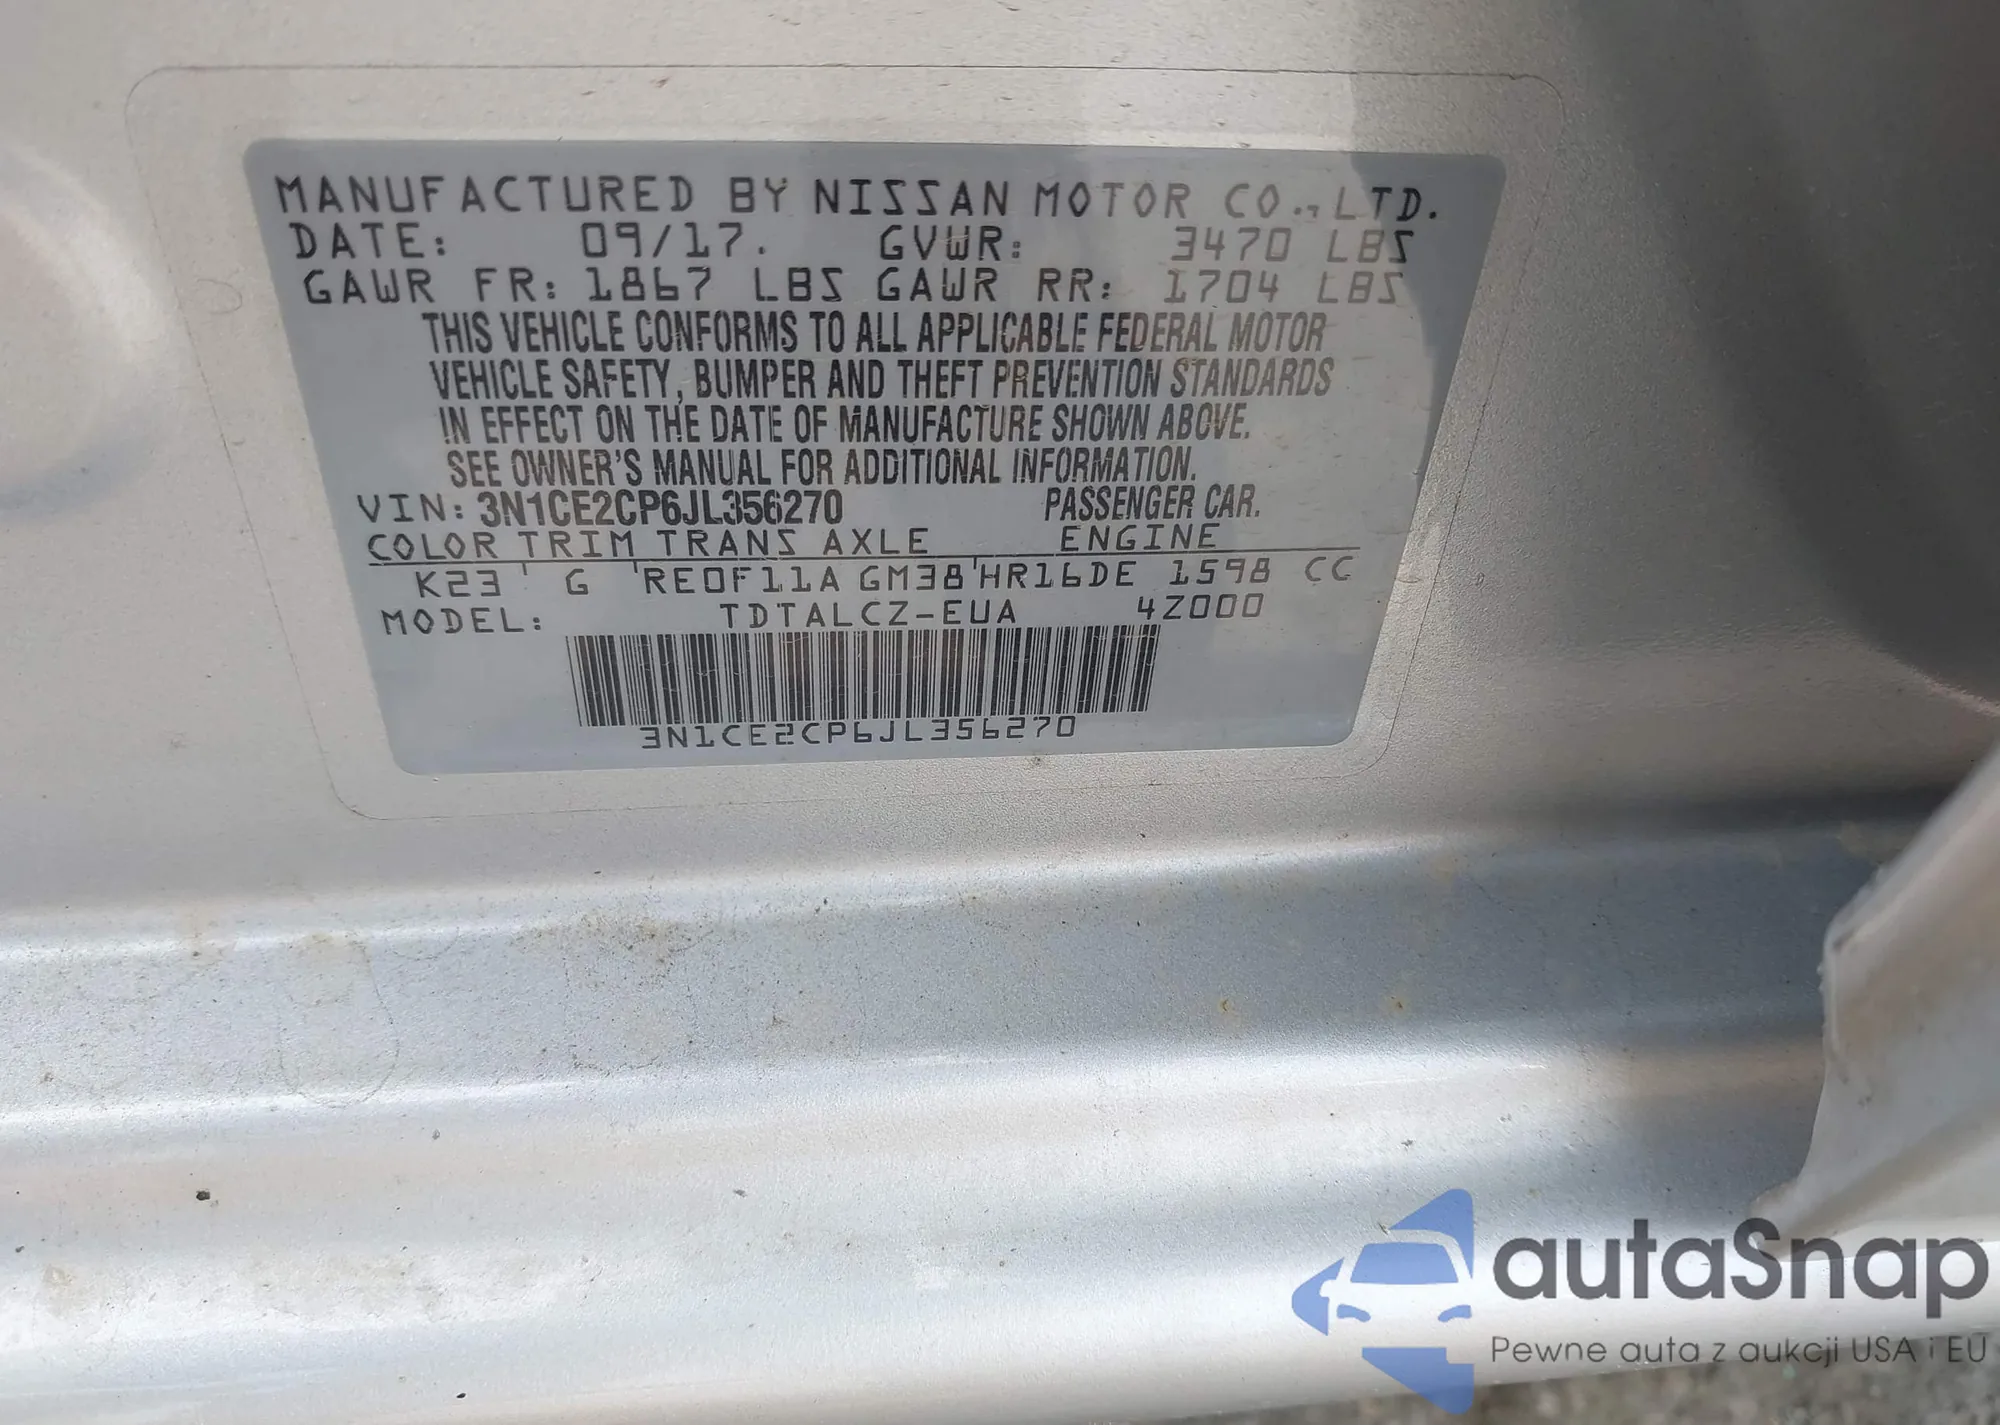 MANUFACTURED BY NISSAN MOTOR CO., LTD.
DATE: 09/17. GVWR: 3470 LBS
GAWR FR: 1867 LBS GAWR RR: 1704 LBS
THIS VEHICLE CONFORMS TO ALL APPLICABLE FEDERAL MOTOR
VEHICLE SAFETY, BUMPER AND THEFT PREVENTION STANDARDS
IN EFFECT ON THE DATE OF MANUFACTURE SHOWN ABOVE.
SEE OWNER'S MANUAL FOR ADDITIONAL INFORMATION.
VIN: 3N1CE2CP6JL356270 PASSENGER CAR.
COLOR TRIM TRANS AXLE ENGINE
K23 ' G 'RE0F11A GM38'HR16DE 1598 CC
MODEL: TDTALCZ-EUA 4Z000
3N1CE2CP6JL356270
autaSnap
Pewne auta z aukcji USA i EU